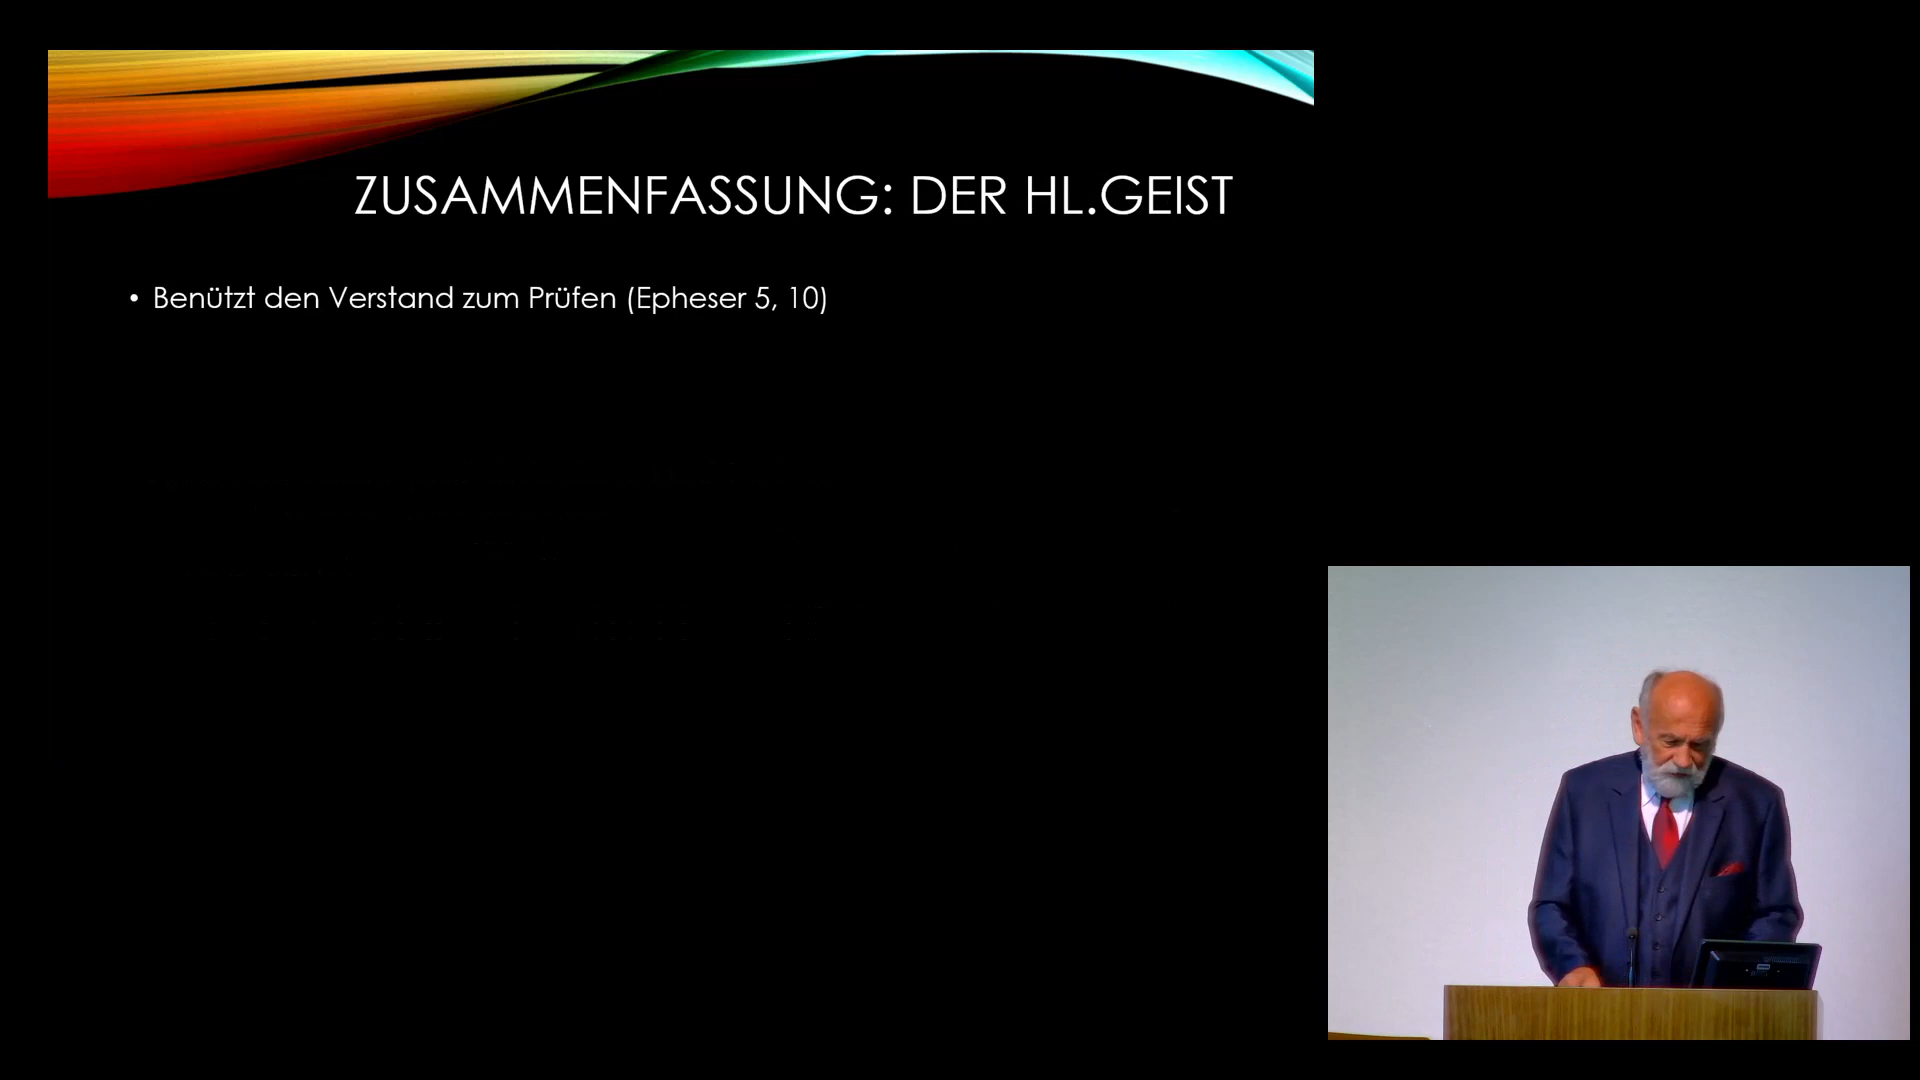 ZUSAMMENFASSUNG: DER HL.GEIST
• Benützt den Verstand zum Prüfen (Epheser 5, 10)